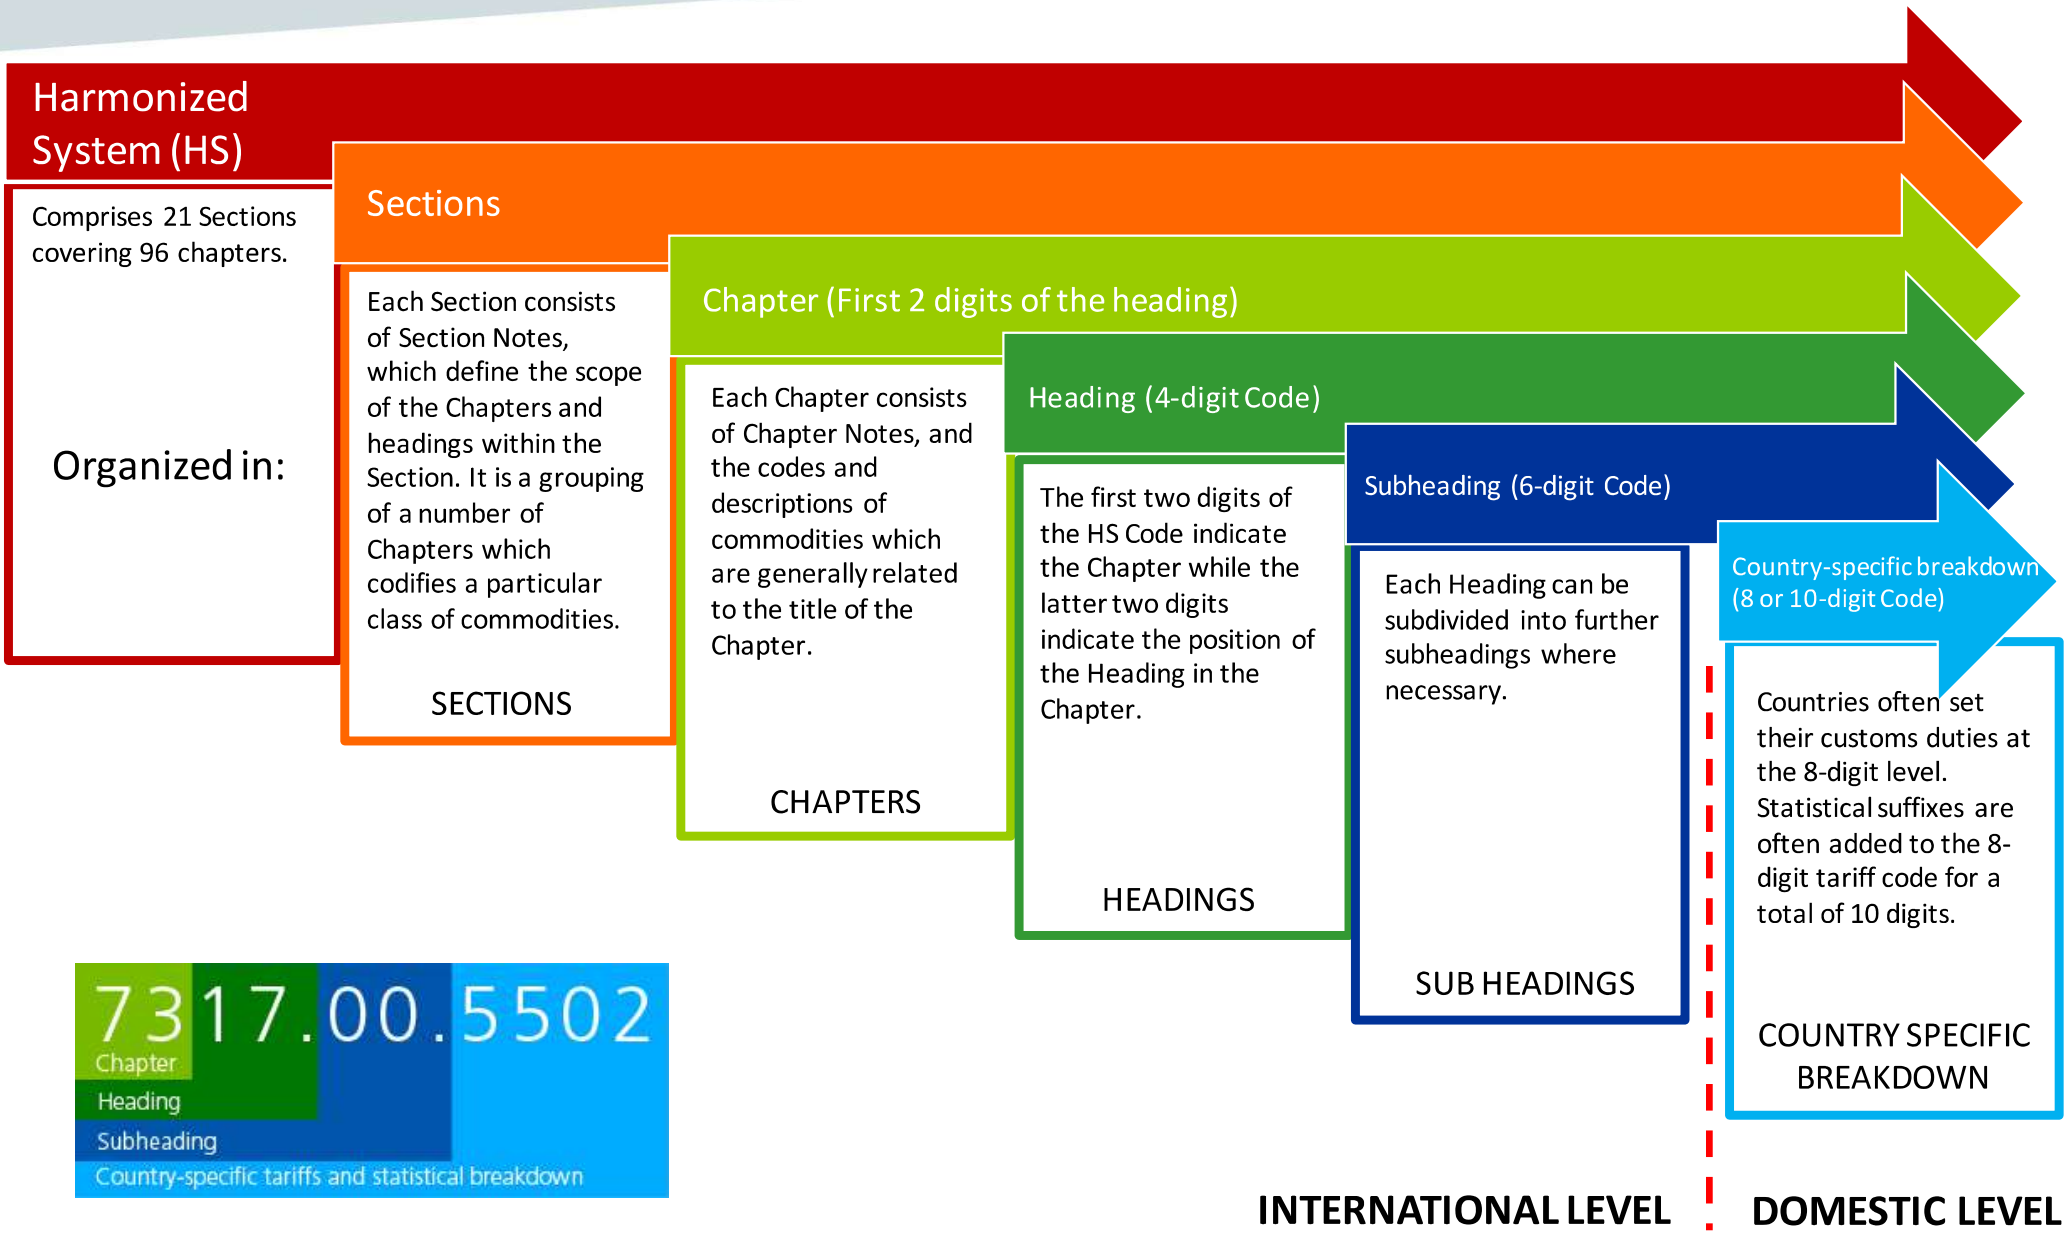 Harmonized
System (HS)
Comprises 21 Sections
covering 96 chapters.
Organized in:
Sections
Each Section consists
of Section Notes,
which define the scope
of the Chapters and
headings within the
Section. It is a grouping
of a number of
Chapters which
codifies a particular
class of commodities.
SECTIONS
Chapter (First 2 digits of the heading)
Each Chapter consists
of Chapter Notes, and
the codes and
descriptions of
commodities which
are generally related
to the title of the
Chapter.
CHAPTERS
Heading (4-digit Code)
The first two digits of
the HS Code indicate
the Chapter while the
latter two digits
indicate the position of
the Heading in the
Chapter.
HEADINGS
Subheading (6-digit Code)
Each Heading can be
subdivided into further
subheadings where
necessary.
SUB HEADINGS
Country-specific breakdown
(8 or 10-digit Code)
Countries often set
their customs duties at
the 8-digit level.
Statistical suffixes are
often added to the 8-
digit tariff code for a
total of 10 digits.
COUNTRY SPECIFIC
BREAKDOWN
7317.00.5502
Chapter
Heading
Subheading
Country-specific tariffs and statistical breakdown
INTERNATIONAL LEVEL
DOMESTIC LEVEL